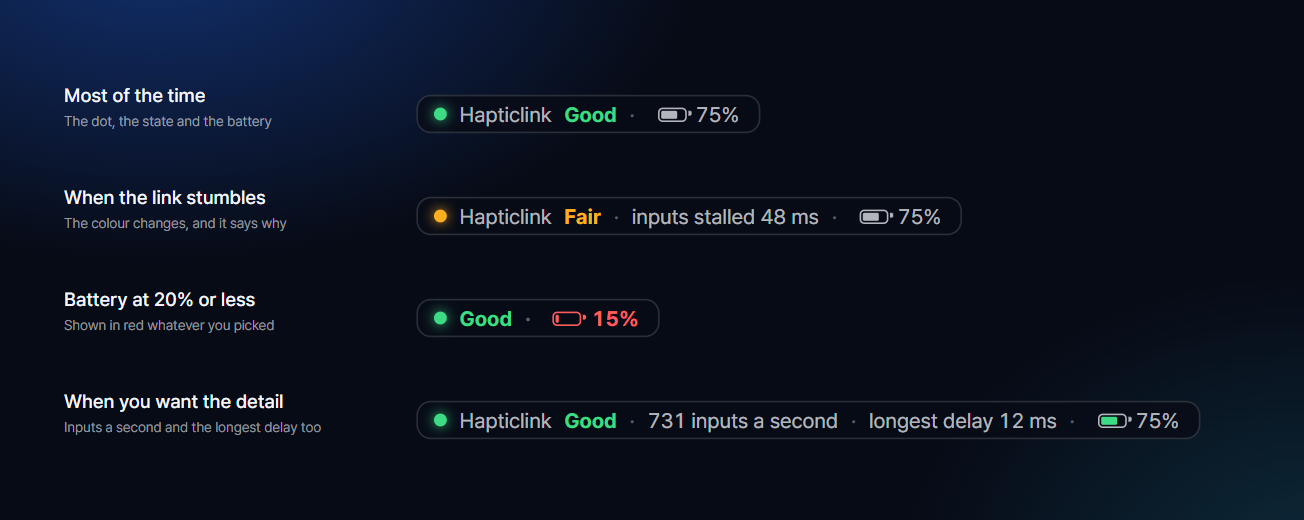 Most of the time
The dot, the state and the battery
Hapticlink Good · 75%
When the link stumbles
The colour changes, and it says why
Hapticlink Fair · inputs stalled 48 ms · 75%
Battery at 20% or less
Shown in red whatever you picked
Good · 15%
When you want the detail
Inputs a second and the longest delay too
Hapticlink Good · 731 inputs a second · longest delay 12 ms · 75%